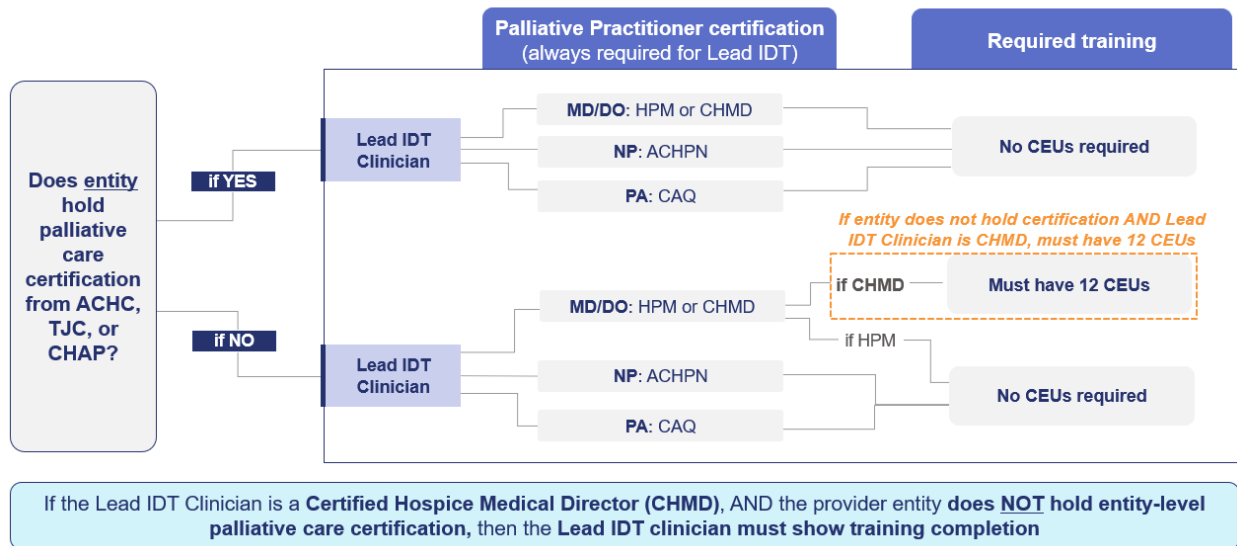 Palliative Practitioner certification
(always required for Lead IDT)
Required training
Does entity
hold
palliative
care
certification
from ACHC,
TJC, or
CHAP?
if YES
Lead IDT
Clinician
MD/DO: HPM or CHMD
NP: ACHPN
PA: CAQ
No CEUs required
If entity does not hold certification AND Lead
IDT Clinician is CHMD, must have 12 CEUs
if NO
Lead IDT
Clinician
MD/DO: HPM or CHMD
if CHMD
Must have 12 CEUs
if HPM
NP: ACHPN
PA: CAQ
No CEUs required
If the Lead IDT Clinician is a Certified Hospice Medical Director (CHMD), AND the provider entity does NOT hold entity-level
palliative care certification, then the Lead IDT clinician must show training completion